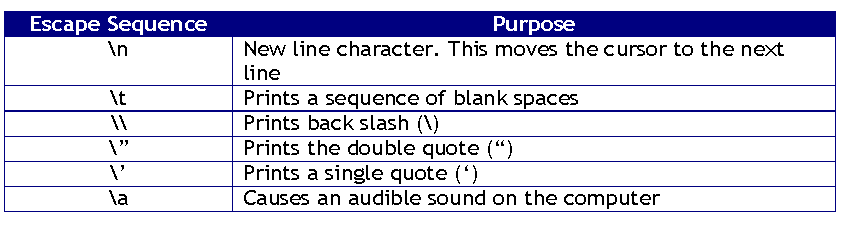 Escape Sequence Purpose
\n New line character. This moves the cursor to the next
line
\t Prints a sequence of blank spaces
\\ Prints back slash (\)
\” Prints the double quote (“)
\’ Prints a single quote (‘)
\a Causes an audible sound on the computer